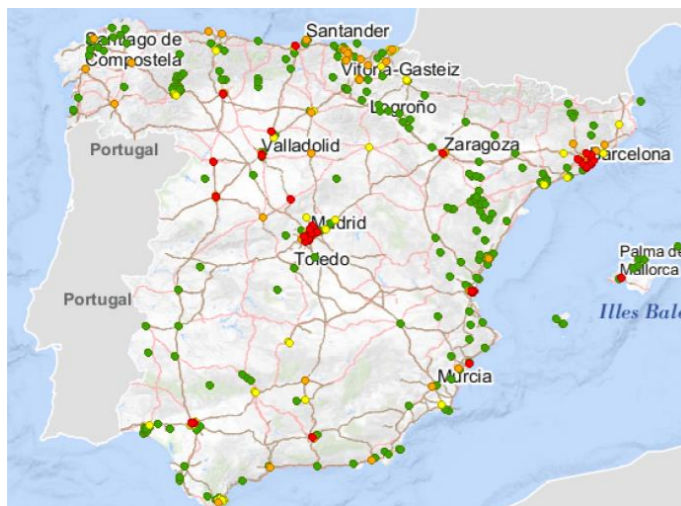 Santander
Santiago de
Compostela
Vitoria-Gasteiz
Logroño
Portugal
Valladolid
Zaragoza
Barcelona
Madrid
Toledo
Palma de
Mallorca
Portugal
Illes Bale
Murcia